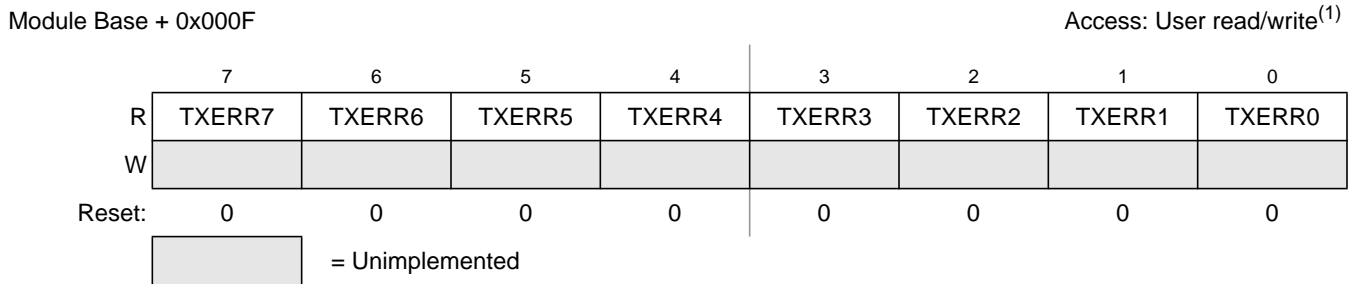 Module Base + 0x000F Access: User read/write(1)
7 6 5 4 3 2 1 0
R TXERR7 TXERR6 TXERR5 TXERR4 TXERR3 TXERR2 TXERR1 TXERR0
W
Reset: 0 0 0 0 0 0 0 0
= Unimplemented